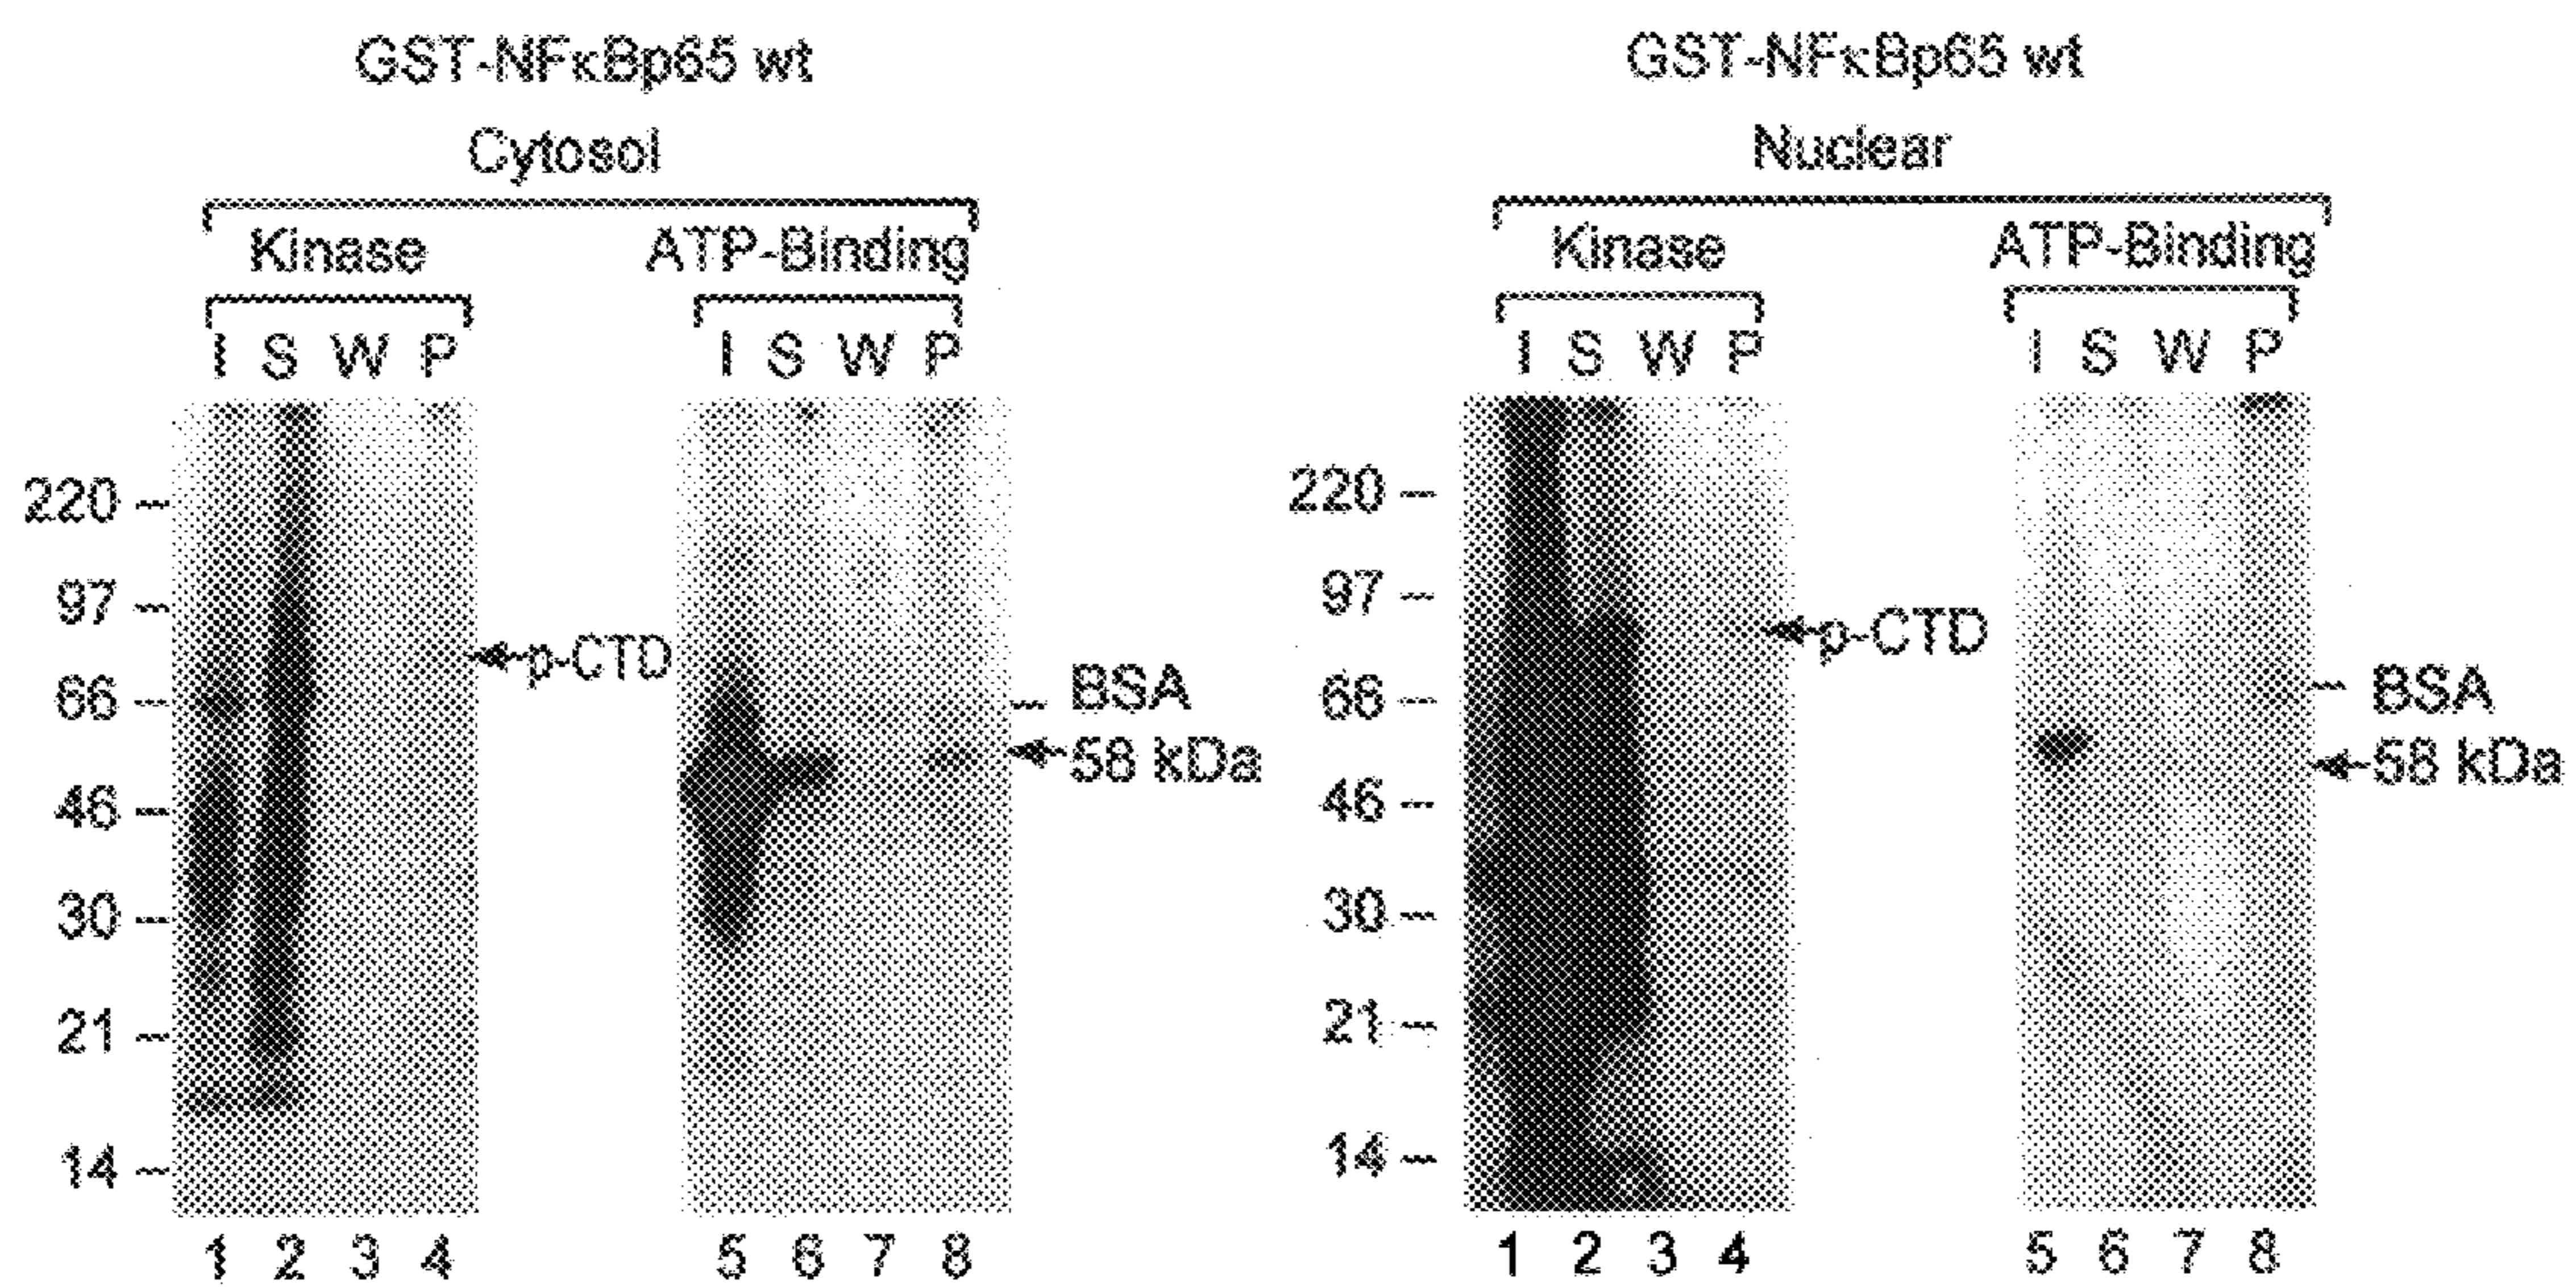 GST-NFκBp65 wt
Cytosol
Kinase ATP-Binding
I S W P I S W P
220
97
66
46
30
21
14
p-CTD
BSA
58 kDa
1 2 3 4 5 6 7 8
GST-NFκBp65 wt
Nuclear
Kinase ATP-Binding
I S W P I S W P
220
97
66
46
30
21
14
p-CTD
BSA
58 kDa
1 2 3 4 5 6 7 8